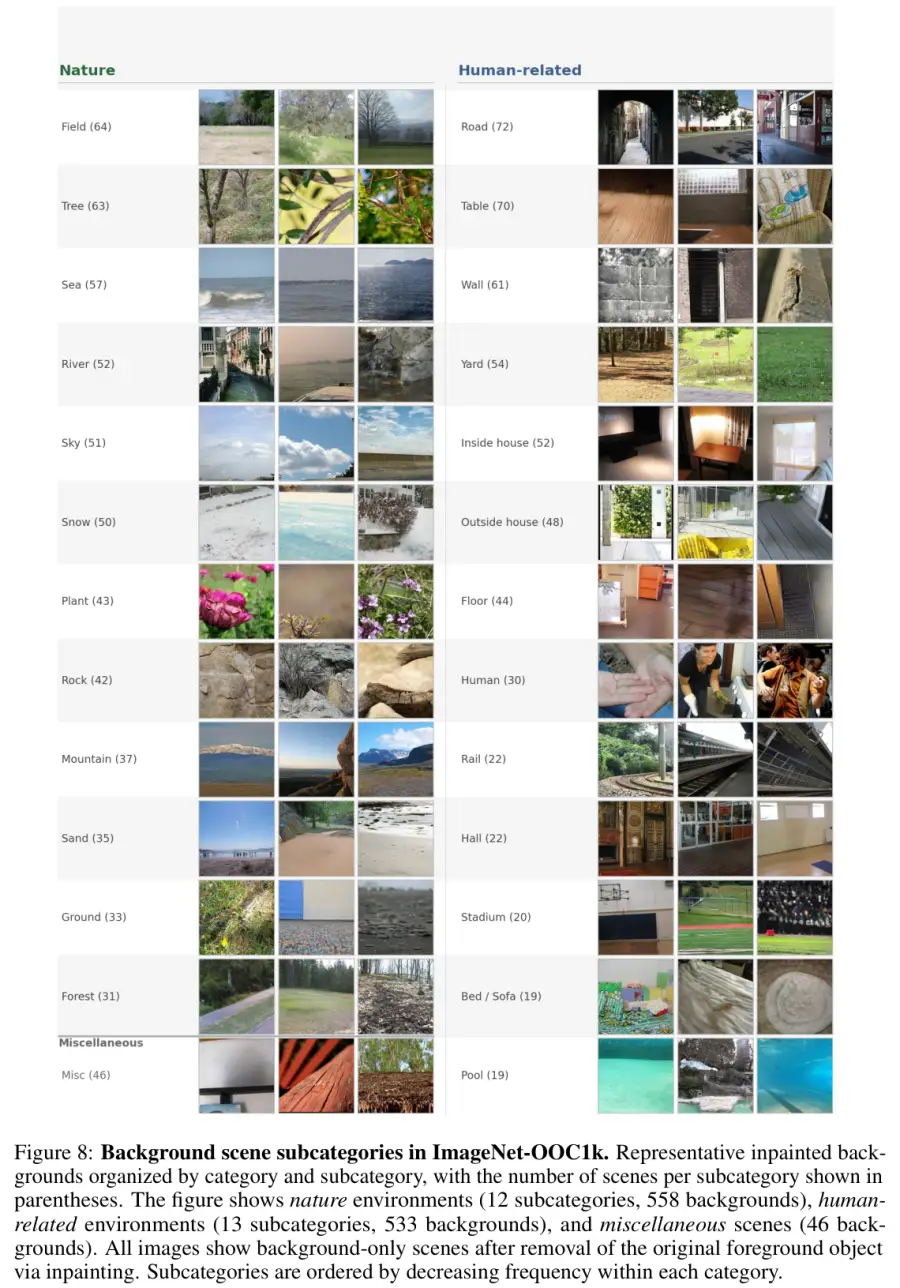 Nature
Human-related
Field (64)
Road (72)
Tree (63)
Table (70)
Sea (57)
Wall (61)
River (52)
Yard (54)
Sky (51)
Inside house (52)
Snow (50)
Outside house (48)
Plant (43)
Floor (44)
Rock (42)
Human (30)
Mountain (37)
Rail (22)
Sand (35)
Hall (22)
Ground (33)
Stadium (20)
Forest (31)
Bed / Sofa (19)
Miscellaneous
Misc (46)
Pool (19)
Figure 8: Background scene subcategories in ImageNet-OOC1k. Representative inpainted back-
grounds organized by category and subcategory, with the number of scenes per subcategory shown in
parentheses. The figure shows nature environments (12 subcategories, 558 backgrounds), human-
related environments (13 subcategories, 533 backgrounds), and miscellaneous scenes (46 back-
grounds). All images show background-only scenes after removal of the original foreground object
via inpainting. Subcategories are ordered by decreasing frequency within each category.